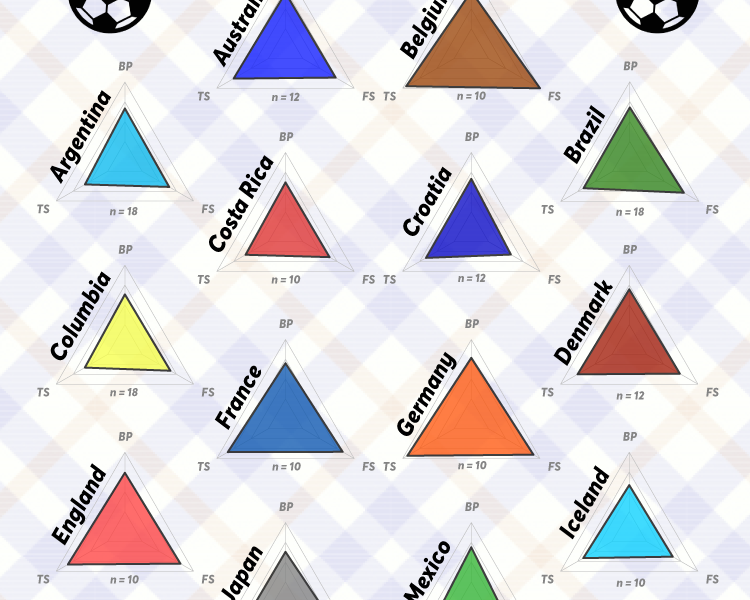 Austral
Belgiu
TS
n = 12
FS
TS
n = 10
FS
BP
Argentina
TS
n = 18
FS
BP
Brazil
TS
n = 18
FS
BP
Costa Rica
TS
n = 10
FS
BP
Croatia
TS
n = 12
FS
BP
Columbia
TS
n = 18
FS
BP
Denmark
TS
n = 12
FS
BP
France
TS
n = 10
FS
BP
Germany
TS
n = 10
FS
BP
England
TS
n = 10
FS
BP
Iceland
TS
n = 10
FS
BP
Japan
BP
Mexico